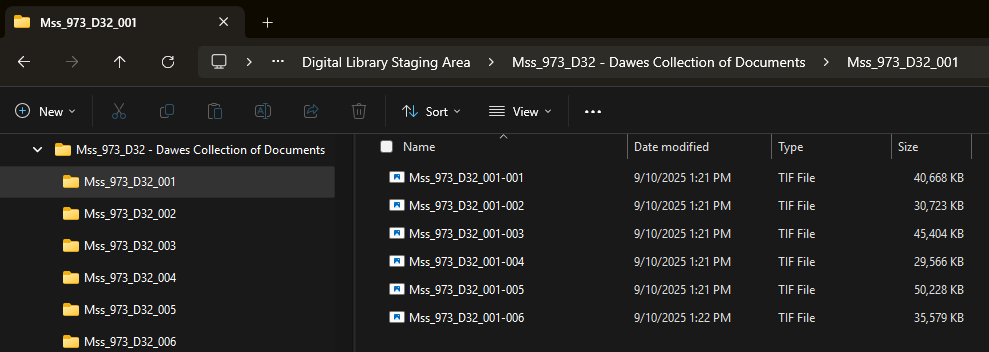 Mss_973_D32_001
··· Digital Library Staging Area > Mss_973_D32 - Dawes Collection of Documents > Mss_973_D32_001
New Sort View ···
Mss_973_D32 - Dawes Collection of Documents
Mss_973_D32_001
Mss_973_D32_002
Mss_973_D32_003
Mss_973_D32_004
Mss_973_D32_005
Mss_973_D32_006
Name Date modified Type Size
Mss_973_D32_001-001 9/10/2025 1:21 PM TIF File 40,668 KB
Mss_973_D32_001-002 9/10/2025 1:21 PM TIF File 30,723 KB
Mss_973_D32_001-003 9/10/2025 1:21 PM TIF File 45,404 KB
Mss_973_D32_001-004 9/10/2025 1:21 PM TIF File 29,566 KB
Mss_973_D32_001-005 9/10/2025 1:21 PM TIF File 50,228 KB
Mss_973_D32_001-006 9/10/2025 1:22 PM TIF File 35,579 KB